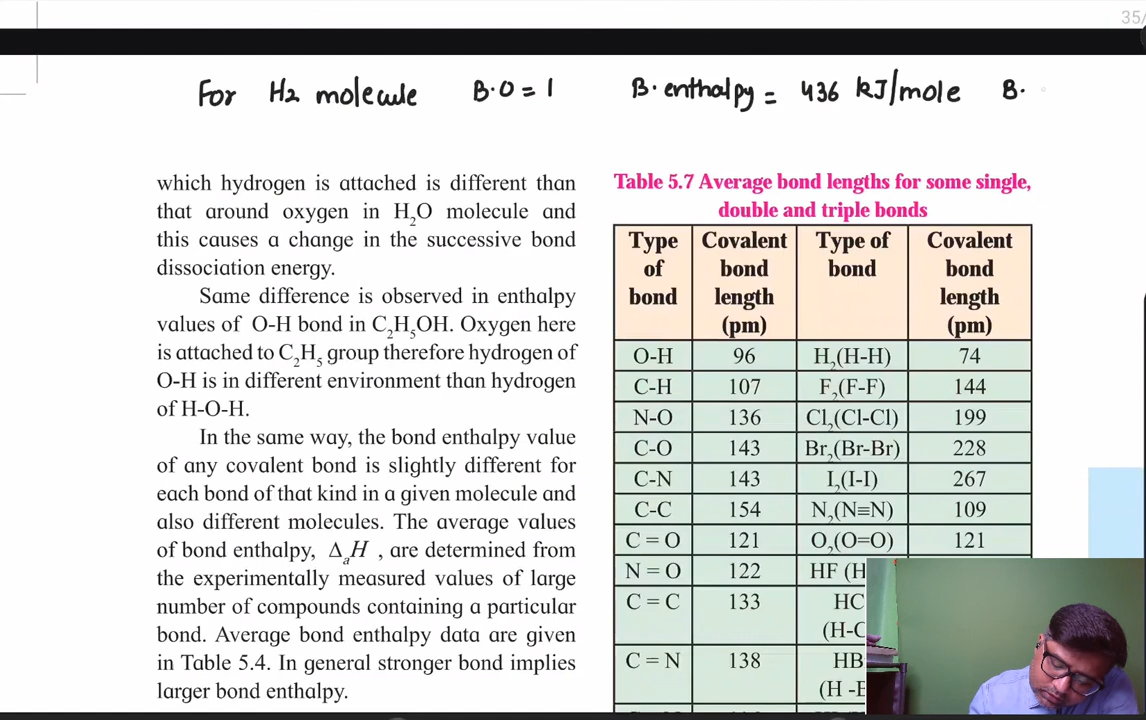 35/
For H2 molecule B.O = 1 B. enthalpy = 436 kJ/mole B.
which hydrogen is attached is different than
that around oxygen in H₂O molecule and
this causes a change in the successive bond
dissociation energy.
Same difference is observed in enthalpy
values of O-H bond in C₂H₅OH. Oxygen here
is attached to C₂H₅ group therefore hydrogen of
O-H is in different environment than hydrogen
of H-O-H.
In the same way, the bond enthalpy value
of any covalent bond is slightly different for
each bond of that kind in a given molecule and
also different molecules. The average values
of bond enthalpy, ΔₐH , are determined from
the experimentally measured values of large
number of compounds containing a particular
bond. Average bond enthalpy data are given
in Table 5.4. In general stronger bond implies
larger bond enthalpy.
Table 5.7 Average bond lengths for some single,
double and triple bonds
Type Covalent Type of Covalent
of bond bond bond
bond length length
(pm) (pm)
O-H 96 H₂(H-H) 74
C-H 107 F₂(F-F) 144
N-O 136 Cl₂(Cl-Cl) 199
C-O 143 Br₂(Br-Br) 228
C-N 143 I₂(I-I) 267
C-C 154 N₂(N≡N) 109
C = O 121 O₂(O=O) 121
N = O 122 HF (H
C = C 133 HC
(H-C
C = N 138 HB
(H -B